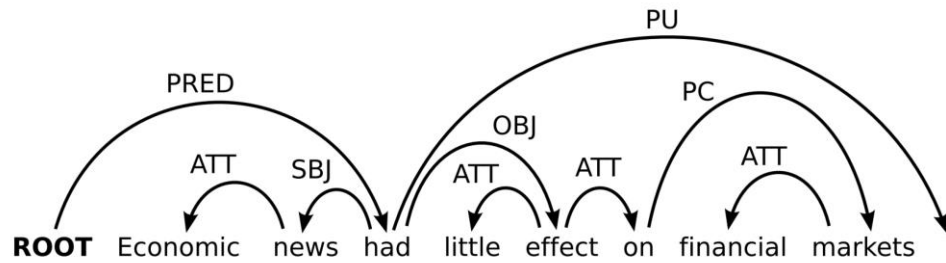 PU
PRED PC
OBJ
ATT SBJ ATT ATT ATT
ROOT Economic news had little effect on financial markets